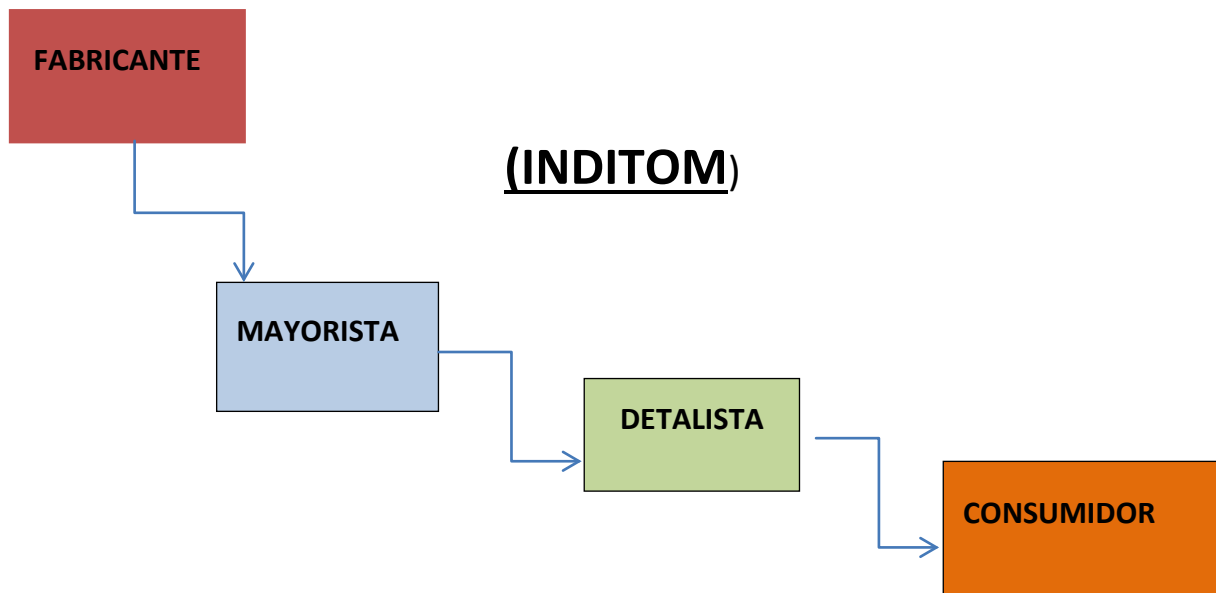 FABRICANTE
(INDITOM)
MAYORISTA
DETALISTA
CONSUMIDOR